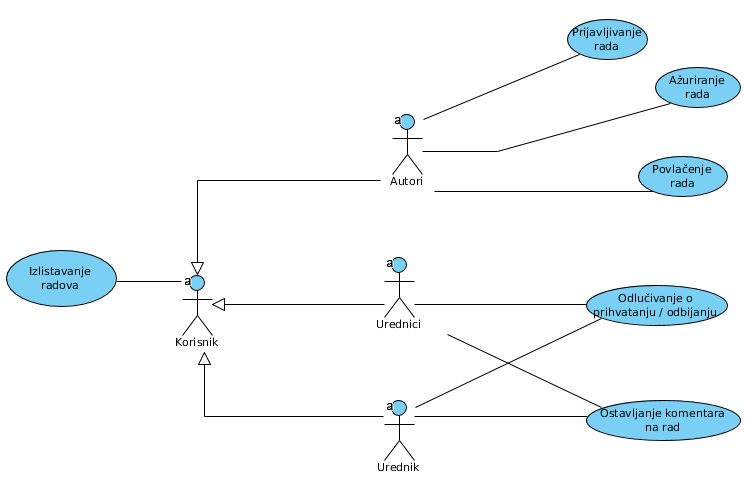 Prijavljivanje
rada
Ažuriranje
rada
a
Autori
Povlačenje
rada
Izlistavanje
radova
a
Korisnik
a
Urednici
Odlučivanje o
prihvatanju / odbijanju
a
Urednik
Ostavljanje komentara
na rad